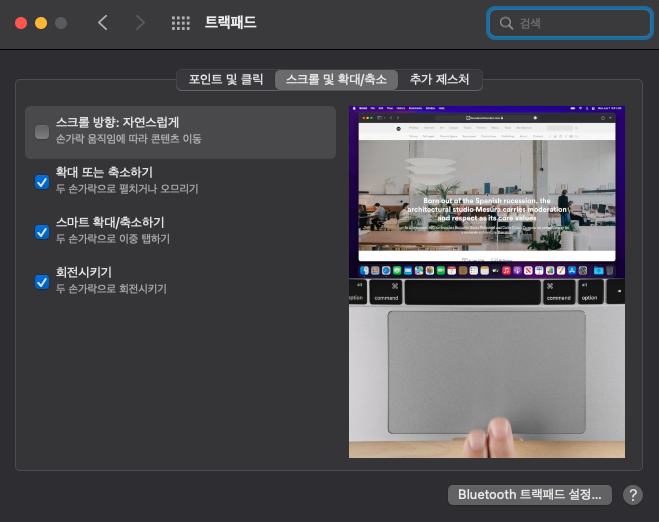 트랙패드
검색
포인트 및 클릭
스크롤 및 확대/축소
추가 제스처
스크롤 방향: 자연스럽게
손가락 움직임에 따라 콘텐츠 이동
확대 또는 축소하기
두 손가락으로 펼치거나 오므리기
스마트 확대/축소하기
두 손가락으로 이중 탭하기
회전시키기
두 손가락으로 회전시키기
Born out of the Spanish rucession, the
architectural studio Mesura carries moderation
and respect as its core values
option
⌘
command
⌘
command
alt
option
Bluetooth 트랙패드 설정...
?